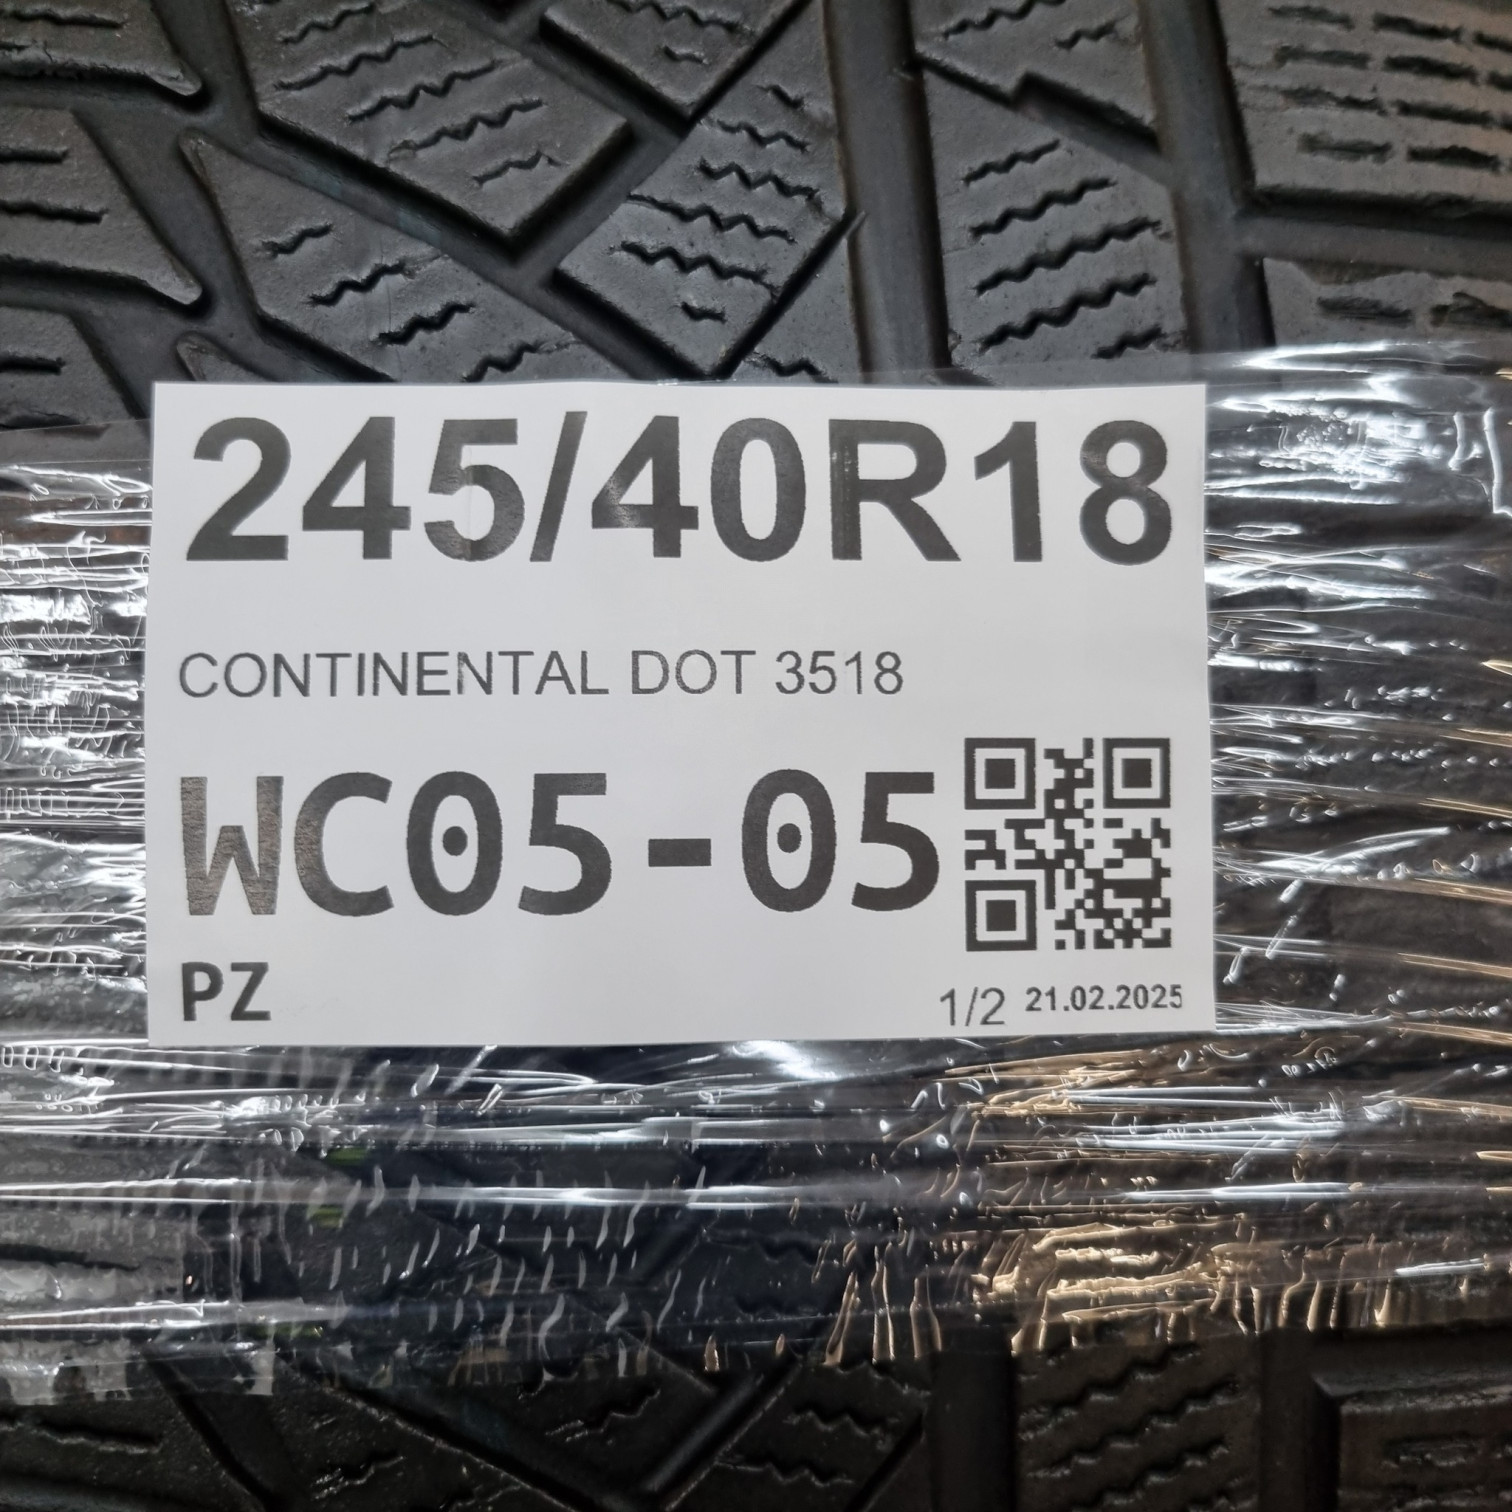 245/40R18
CONTINENTAL DOT 3518
WC05-05
PZ
1/2 21.02.2025